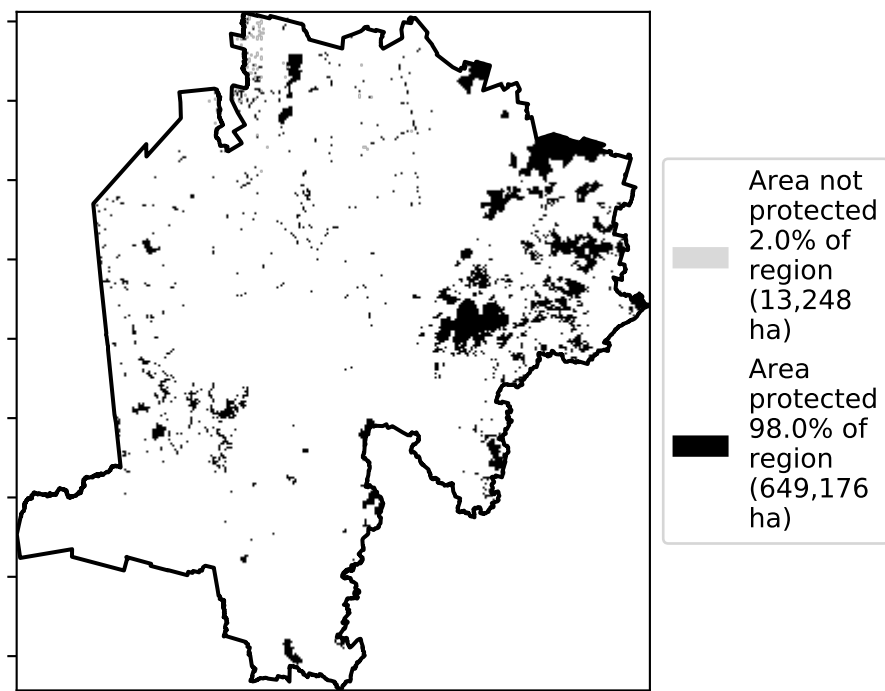 Area not
protected
2.0% of
region
(13,248
ha)
Area
protected
98.0% of
region
(649,176
ha)